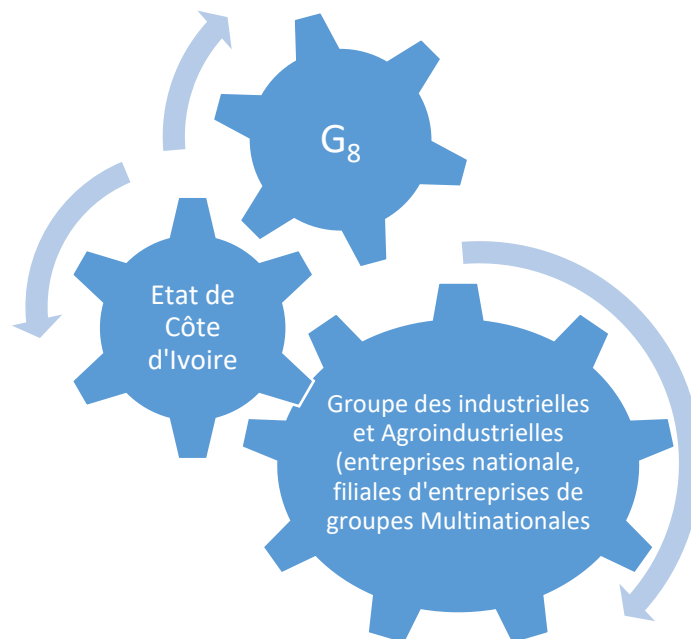 G₈
Etat de
Côte
d'Ivoire
Groupe des industrielles
et Agroindustrielles
(entreprises nationale,
filiales d'entreprises de
groupes Multinationales